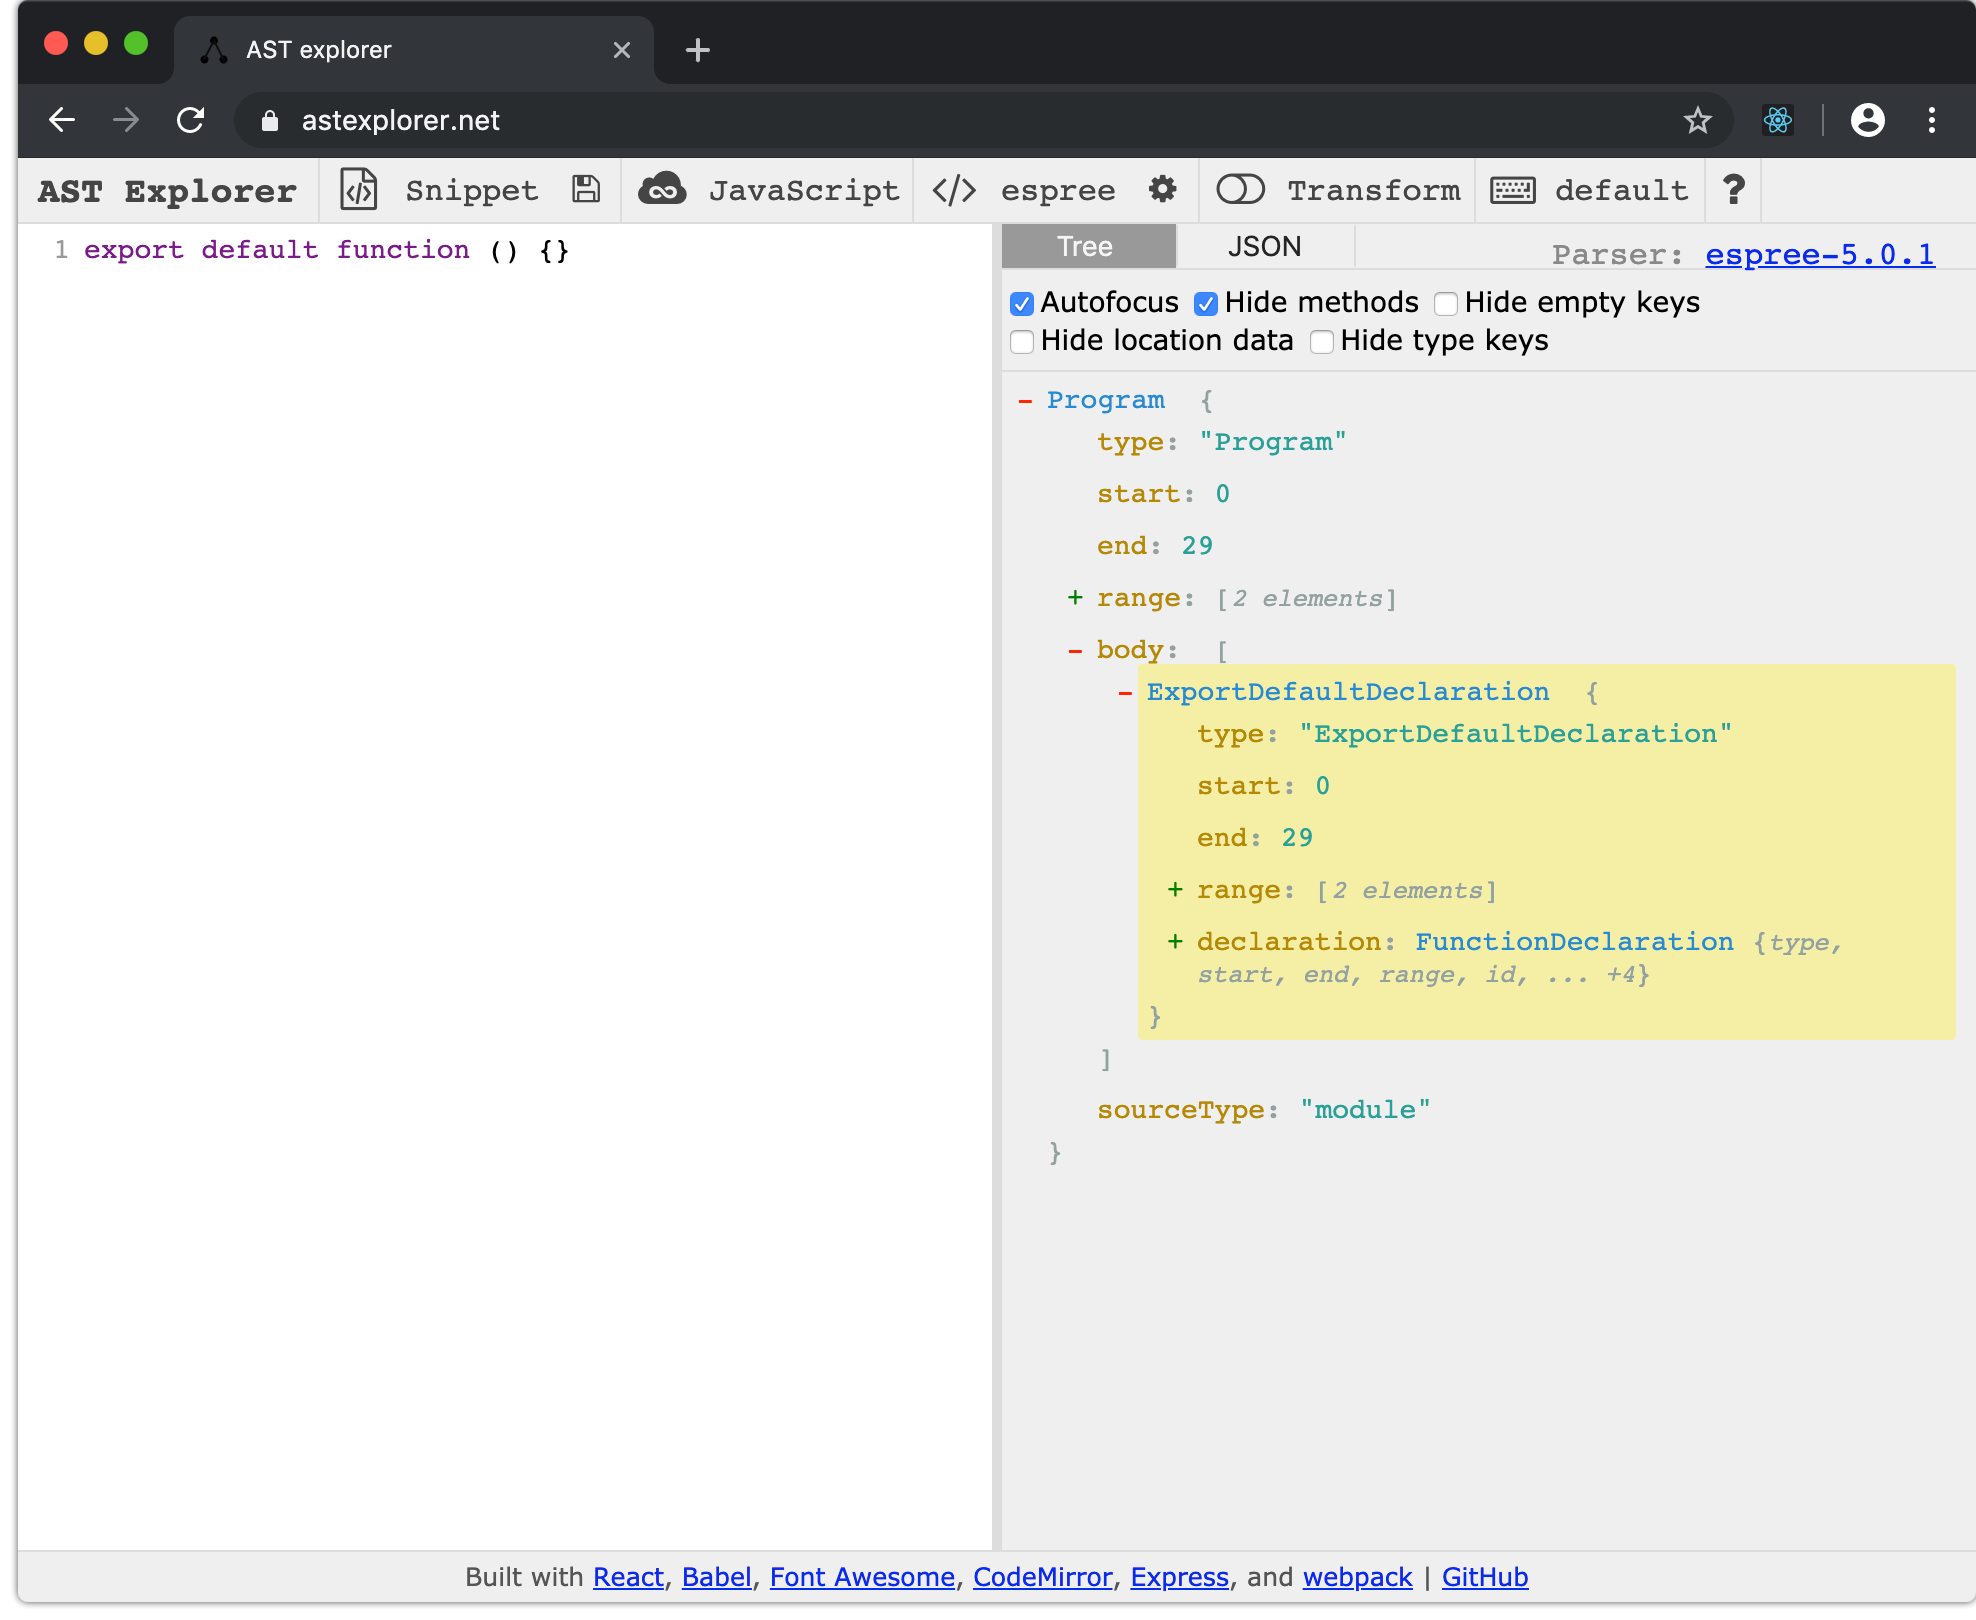 AST explorer
astexplorer.net
AST Explorer Snippet JavaScript </> espree Transform default ?
1 export default function () {}
Tree JSON Parser: espree-5.0.1
Autofocus Hide methods Hide empty keys
Hide location data Hide type keys
- Program {
type: "Program"
start: 0
end: 29
+ range: [2 elements]
- body: [
- ExportDefaultDeclaration {
type: "ExportDefaultDeclaration"
start: 0
end: 29
+ range: [2 elements]
+ declaration: FunctionDeclaration {type,
start, end, range, id, ... +4}
}
]
sourceType: "module"
}
Built with React, Babel, Font Awesome, CodeMirror, Express, and webpack | GitHub